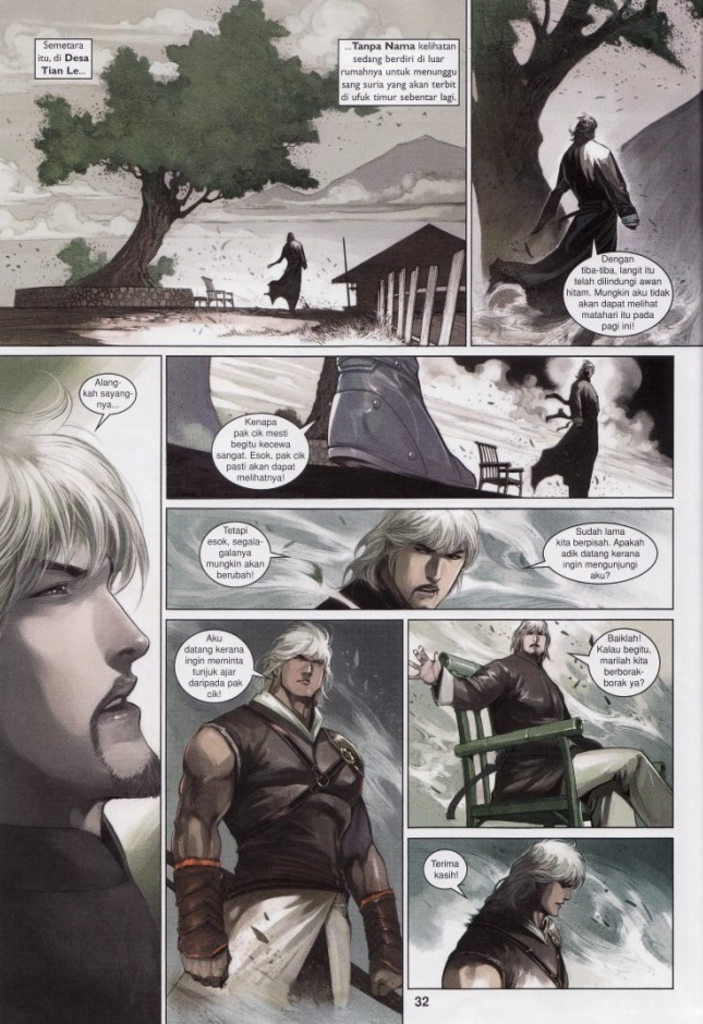 Semetara
itu, di Desa
Tian Le...
...Tanpa Nama kelihatan
sedang berdiri di luar
rumahnya untuk menunggu
sang suria yang akan terbit
di ufuk timur sebentar lagi.
Dengan
tiba-tiba, langit itu
telah dilindungi awan
hitam. Mungkin aku tidak
akan dapat melihat
matahari itu pada
pagi ini!
Alang-
kah sayang-
nya...
Kenapa
pak cik mesti
begitu kecewa
sangat. Esok, pak cik
pasti akan dapat
melihatnya!
Tetapi
esok, segala-
galanya
mungkin akan
berubah!
Sudah lama
kita berpisah. Apakah
adik datang kerana
ingin mengunjungi
aku?
Aku
datang kerana
ingin meminta
tunjuk ajar
daripada pak
cik!
Baiklah!
Kalau begitu,
marilah kita
berborak-
borak ya?
Terima
kasih!
32